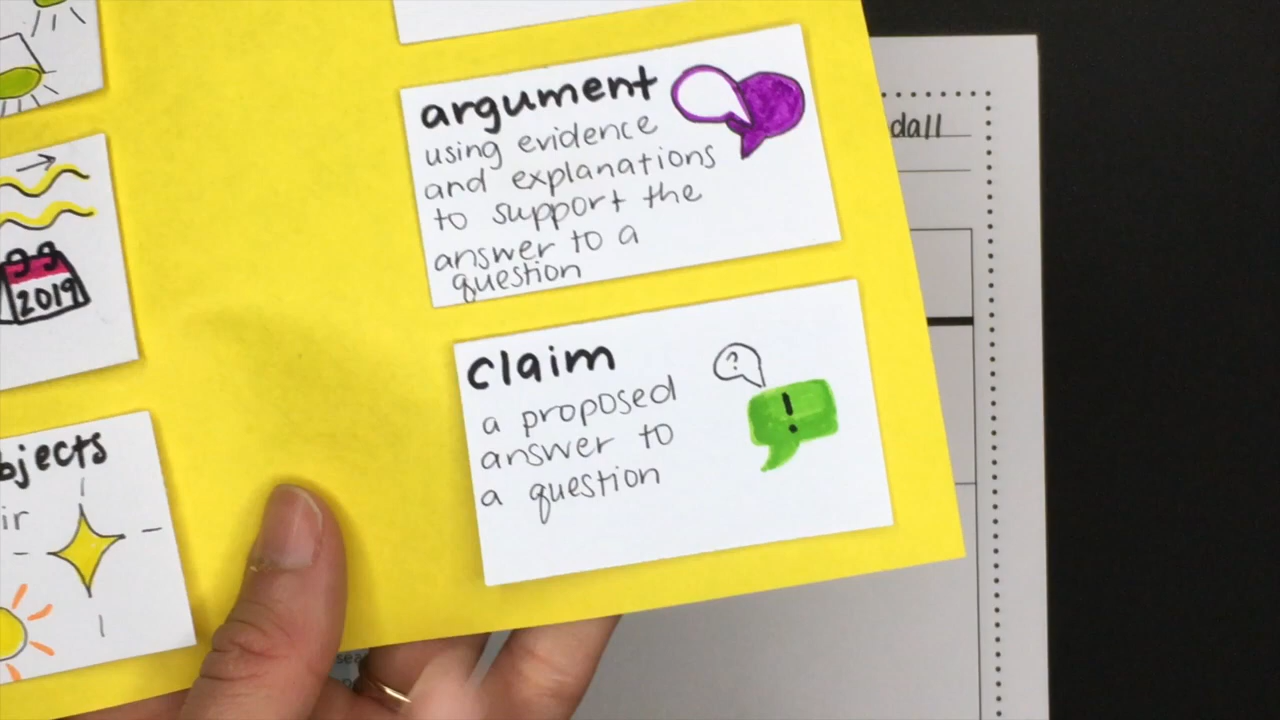 argument
using evidence
and explanations
to support the
answer to a
question
claim
a proposed
answer to
a question
?
!
2019
bjects
ir
dall